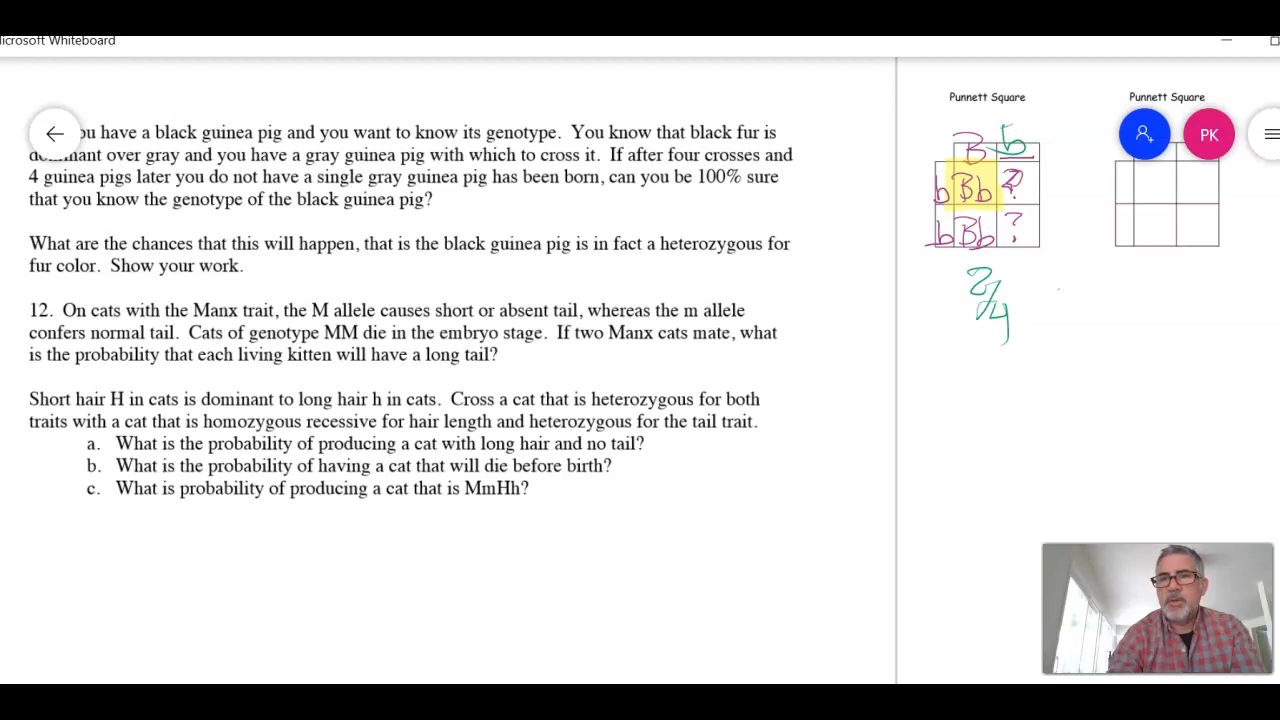 Microsoft Whiteboard
ou have a black guinea pig and you want to know its genotype. You know that black fur is
dominant over gray and you have a gray guinea pig with which to cross it. If after four crosses and
4 guinea pigs later you do not have a single gray guinea pig has been born, can you be 100% sure
that you know the genotype of the black guinea pig?
What are the chances that this will happen, that is the black guinea pig is in fact a heterozygous for
fur color. Show your work.
12. On cats with the Manx trait, the M allele causes short or absent tail, whereas the m allele
confers normal tail. Cats of genotype MM die in the embryo stage. If two Manx cats mate, what
is the probability that each living kitten will have a long tail?
Short hair H in cats is dominant to long hair h in cats. Cross a cat that is heterozygous for both
traits with a cat that is homozygous recessive for hair length and heterozygous for the tail trait.
a. What is the probability of producing a cat with long hair and no tail?
b. What is the probability of having a cat that will die before birth?
c. What is probability of producing a cat that is MmHh?
Punnett Square
B b
b Bb ?
b Bb ?
2/4
Punnett Square
PK